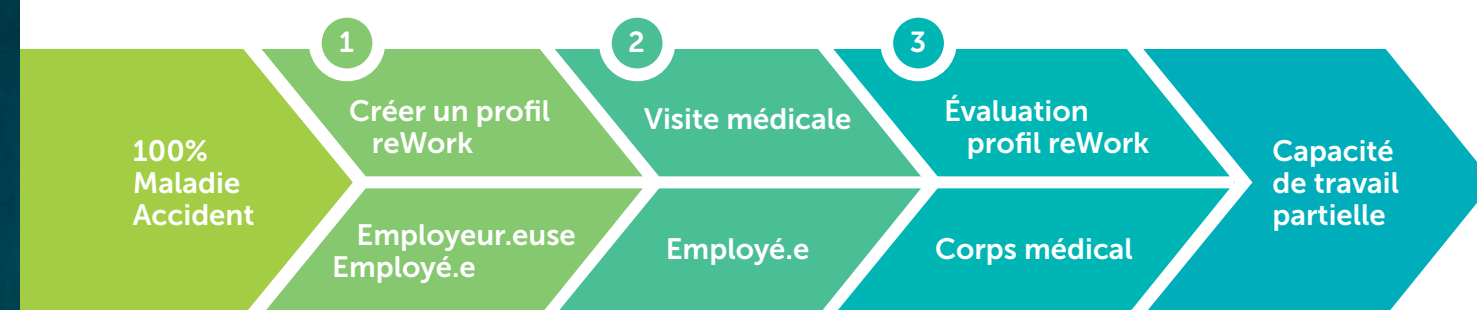 100%
Maladie
Accident
1
Créer un profil
reWork
Employeur.euse
Employé.e
2
Visite médicale
Employé.e
3
Évaluation
profil reWork
Corps médical
Capacité
de travail
partielle